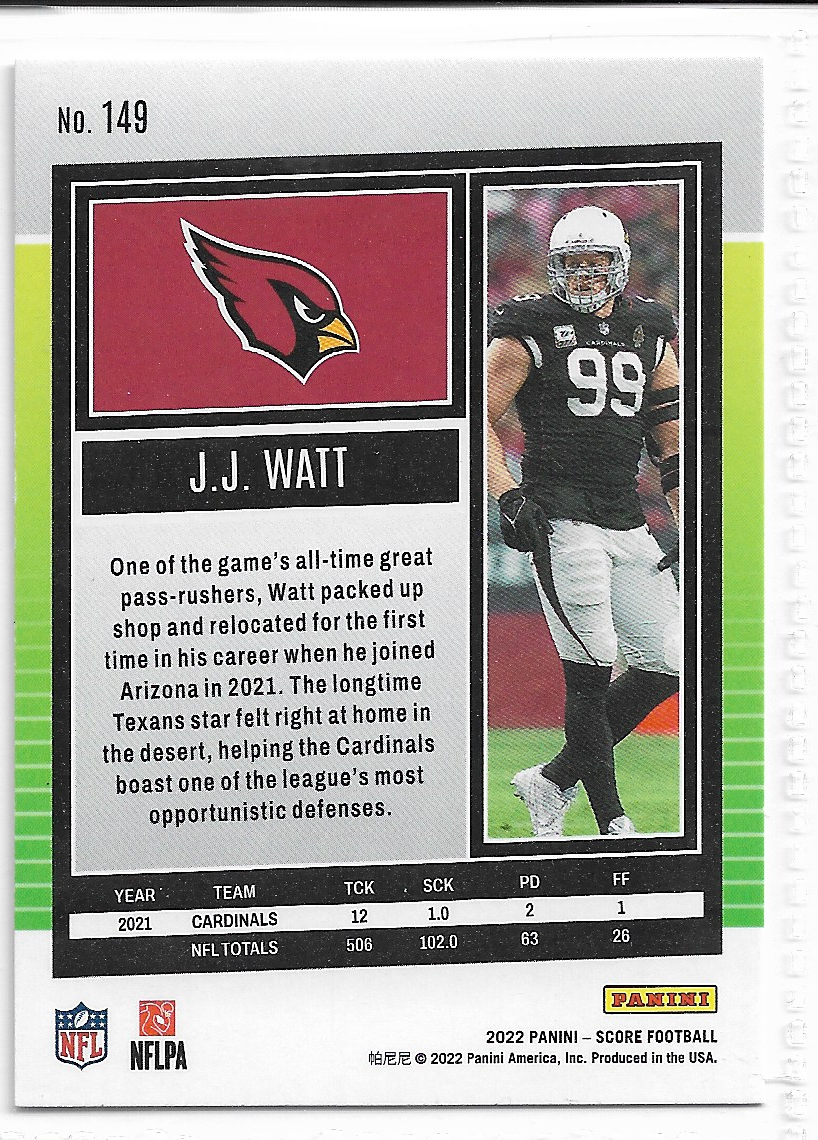 No. 149
99
99
CARDINALS
99
J.J. WATT
One of the game's all-time great
pass-rushers, Watt packed up
shop and relocated for the first
time in his career when he joined
Arizona in 2021. The longtime
Texans star felt right at home in
the desert, helping the Cardinals
boast one of the league's most
opportunistic defenses.
YEAR TEAM TCK SCK PD FF
2021 CARDINALS 12 1.0 2 1
NFL TOTALS 506 102.0 63 26
PANINI
NFL
NFLPA
2022 PANINI – SCORE FOOTBALL
帕尼尼 © 2022 Panini America, Inc. Produced in the USA.